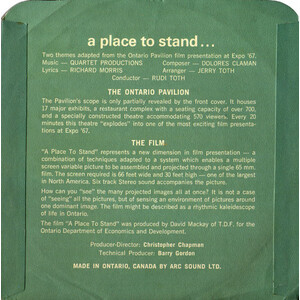 a place to stand...
Two themes adapted from the Ontario Pavilion film presentation at Expo '67.
Music — QUARTET PRODUCTIONS Composer — DOLORES CLAMAN
Lyrics — RICHARD MORRIS Arranger — JERRY TOTH
Conductor — RUDI TOTH
THE ONTARIO PAVILION
The Pavilion's scope is only partially revealed by the front cover. It houses
17 major exhibits, a restaurant complex with a seating capacity of over 700,
and a specially constructed theatre accommodating 570 viewers. Every 20
minutes this theatre "explodes" into one of the most exciting film presentations
at Expo '67.
THE FILM
"A Place To Stand" represents a new dimension in film presentation — a
combination of techniques adapted to a system which enables a multiple
screen variable picture to be assembled and projected through a single 65 mm.
film. The screen required is 66 feet wide and 30 feet high — one of the largest
in North America. Six track Stereo sound accompanies the picture.
How can you "see" the many projected images all at once? It is not a case
of "seeing" all the pictures, but of sensing an environment of pictures around
one dominant image. The film might be described as a rhythmic kaleidoscope
of life in Ontario.
The film "A Place To Stand" was produced by David Mackay of T.D.F. for the
Ontario Department of Economics and Development.
Producer-Director: Christopher Chapman
Technical Producer: Barry Gordon
MADE IN ONTARIO, CANADA BY ARC SOUND LTD.